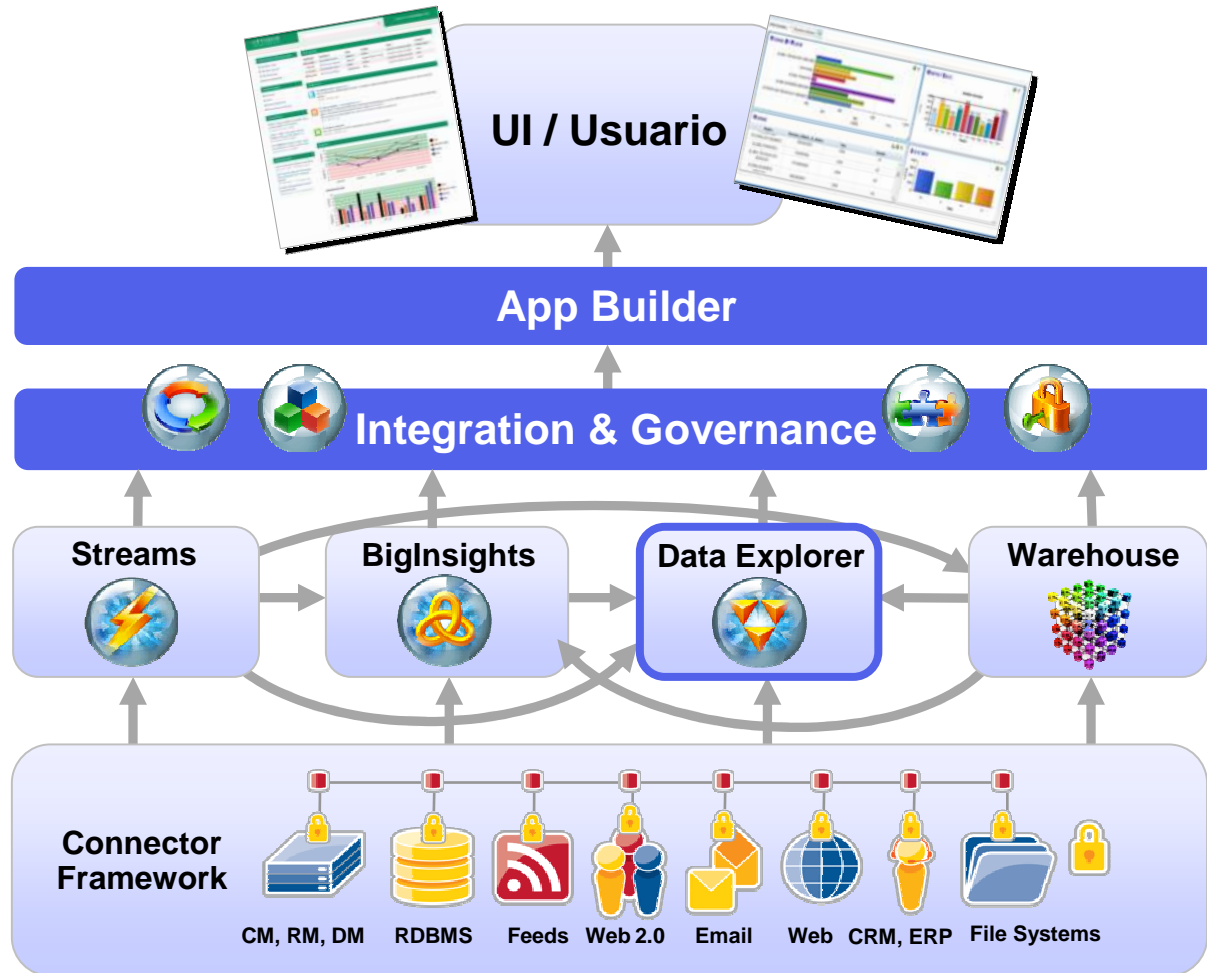 UI / Usuario
App Builder
Integration & Governance
Streams
BigInsights
Data Explorer
Warehouse
Connector
Framework
CM, RM, DM
RDBMS
Feeds
Web 2.0
Email
Web
CRM, ERP
File Systems